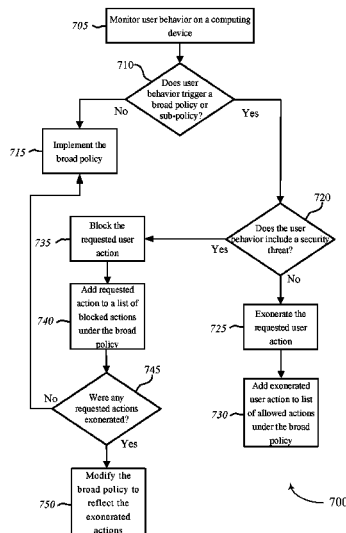 705
Monitor user behavior on a computing
device
710
Does user
behavior trigger a
broad policy or
sub-policy?
No
Yes
715
Implement the
broad policy
720
Does the user
behavior include a security
threat?
Yes
No
735
Block the
requested user
action
725
Exonerate the
requested user
action
740
Add requested
action to a list of
blocked actions
under the broad
policy
730
Add exonerated
user action to list
of allowed actions
under the broad
policy
745
Were any
requested actions
exonerated?
No
Yes
750
Modify the
broad policy to
reflect the
exonerated
actions
700